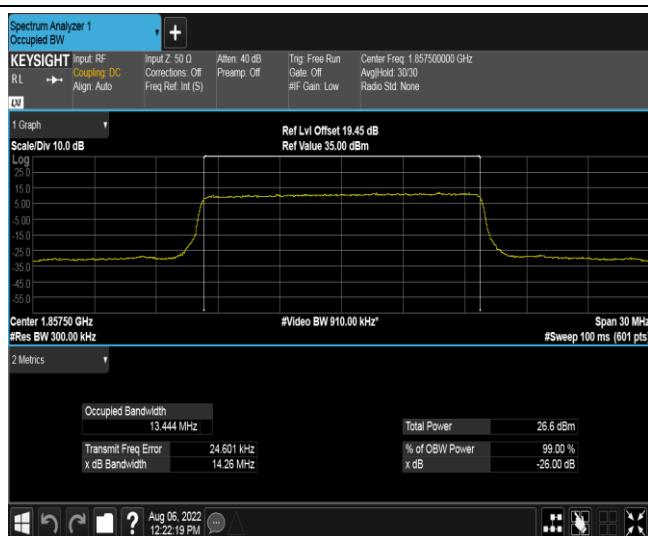 Spectrum Analyzer 1
Occupied BW
+
KEYSIGHT Input: RF Input Z: 50 Ω Atten: 40 dB Trig: Free Run Center Freq: 1.857500000 GHz
RL Coupling: DC Corrections: Off Preamp: Off Gate: Off Avg|Hold: 30/30
Align: Auto Freq Ref: Int (S) #IF Gain: Low Radio Std: None
LXI
1 Graph Ref Lvl Offset 19.45 dB
Scale/Div 10.0 dB Ref Value 35.00 dBm
Log
25.0
15.0
5.00
-5.00
-15.0
-25.0
-35.0
-45.0
-55.0
Center 1.85750 GHz #Video BW 910.00 kHz* Span 30 MHz
#Res BW 300.00 kHz #Sweep 100 ms (601 pts)
2 Metrics
Occupied Bandwidth
13.444 MHz Total Power 26.6 dBm
Transmit Freq Error 24.601 kHz % of OBW Power 99.00 %
x dB Bandwidth 14.26 MHz x dB -26.00 dB
? Aug 06, 2022
12:22:19 PM